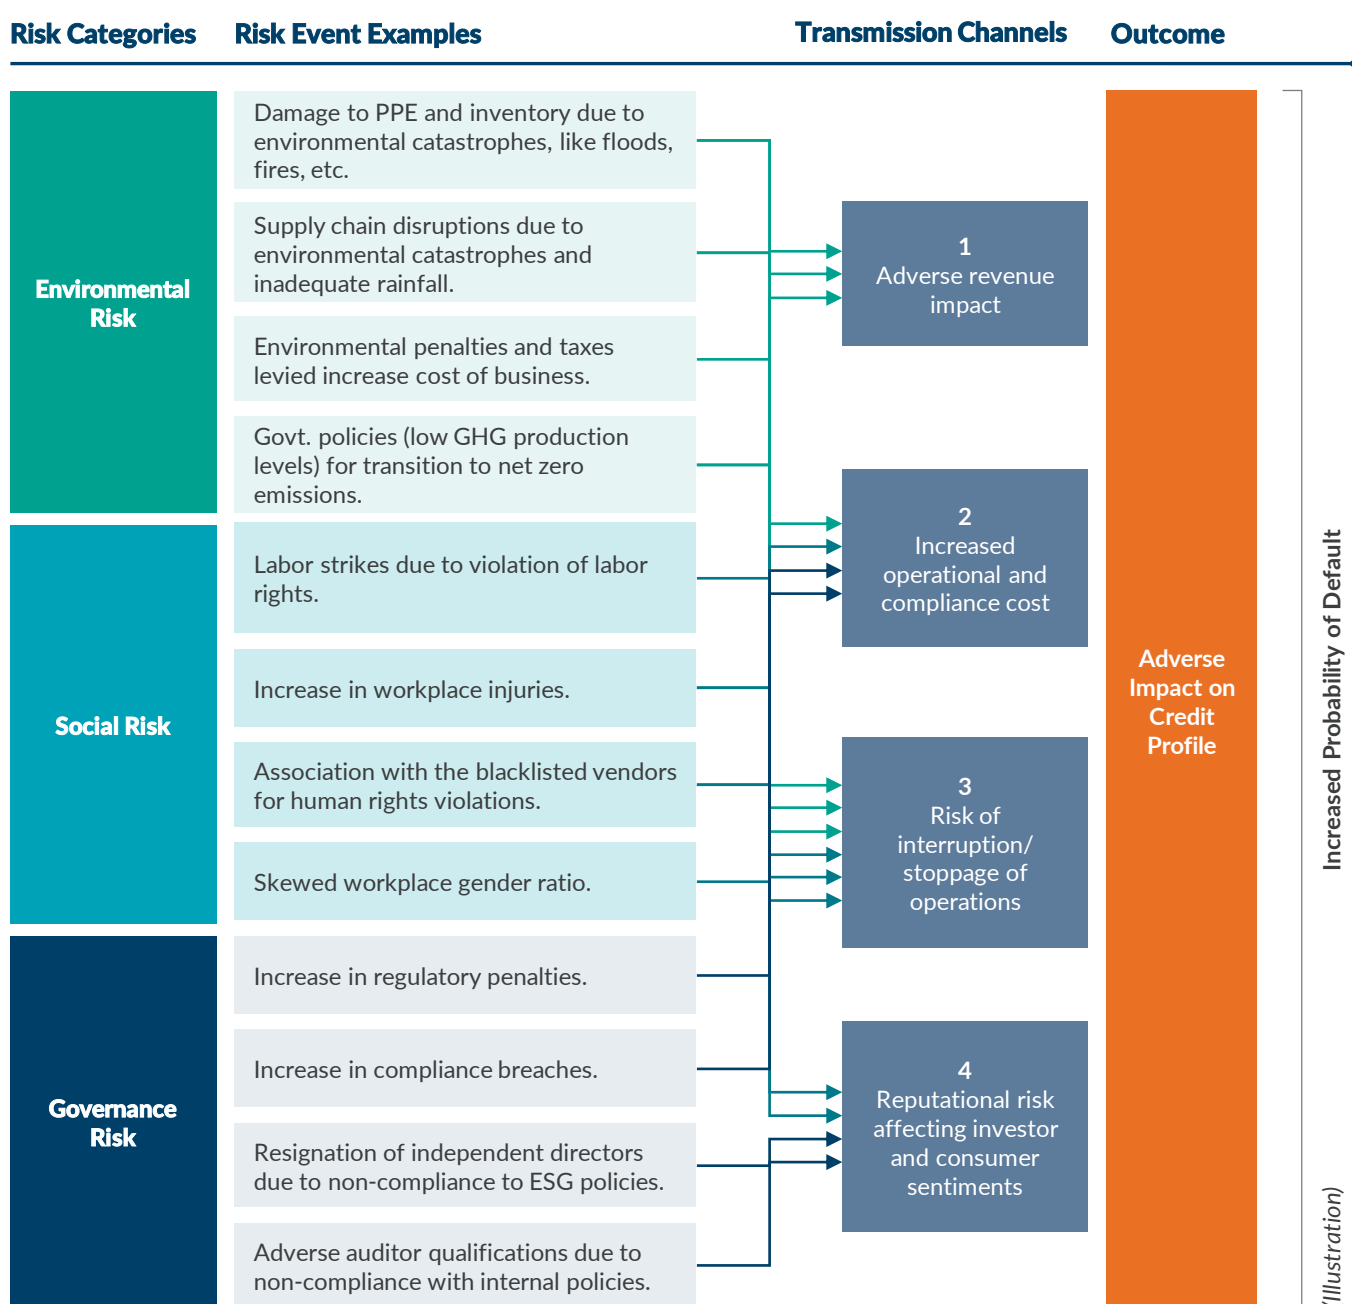 Risk Categories
Risk Event Examples
Transmission Channels
Outcome
Environmental
Risk
Damage to PPE and inventory due to
environmental catastrophes, like floods,
fires, etc.
Supply chain disruptions due to
environmental catastrophes and
inadequate rainfall.
Environmental penalties and taxes
levied increase cost of business.
Govt. policies (low GHG production
levels) for transition to net zero
emissions.
Social Risk
Labor strikes due to violation of labor
rights.
Increase in workplace injuries.
Association with the blacklisted vendors
for human rights violations.
Skewed workplace gender ratio.
Governance
Risk
Increase in regulatory penalties.
Increase in compliance breaches.
Resignation of independent directors
due to non-compliance to ESG policies.
Adverse auditor qualifications due to
non-compliance with internal policies.
1
Adverse revenue
impact
2
Increased
operational and
compliance cost
3
Risk of
interruption/
stoppage of
operations
4
Reputational risk
affecting investor
and consumer
sentiments
Adverse
Impact on
Credit
Profile
Increased Probability of Default
(Illustration)